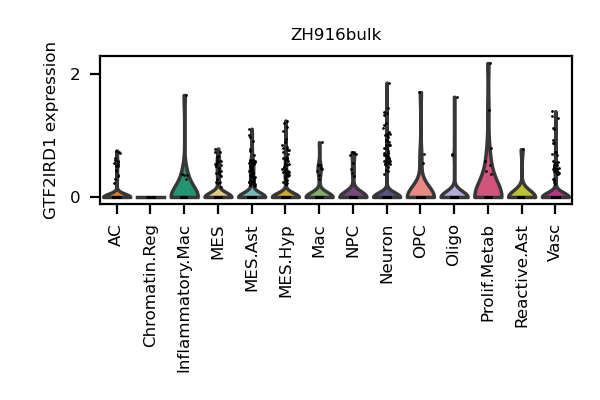 ZH916bulk
GTF2IRD1 expression
2
0
AC
Chromatin.Reg
Inflammatory.Mac
MES
MES.Ast
MES.Hyp
Mac
NPC
Neuron
OPC
Oligo
Prolif.Metab
Reactive.Ast
Vasc